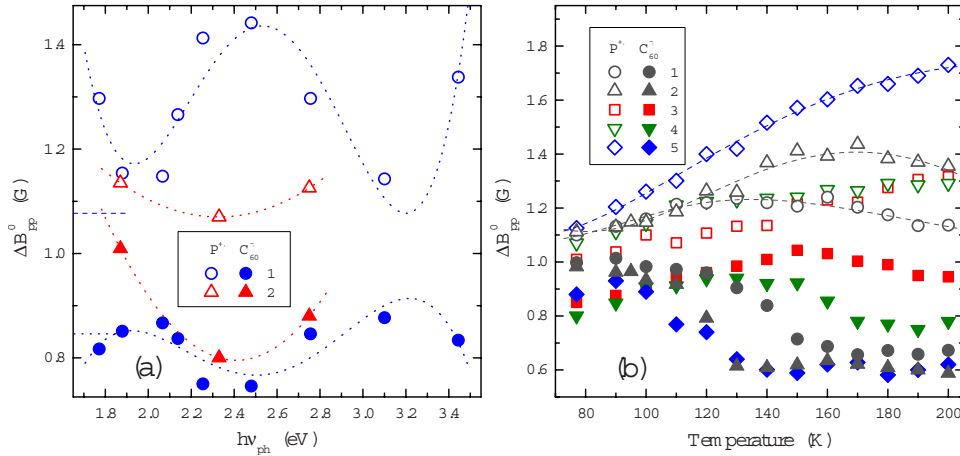 1.4
1.2
1.0
0.8
ΔB⁰pp (G)
P⁺· C₆₀⁻·
1
2
(a)
1.8 2.0 2.2 2.4 2.6 2.8 3.0 3.2 3.4
hνph (eV)
1.8
1.6
1.4
1.2
1.0
0.8
0.6
ΔB⁰pp (G)
P⁺· C₆₀⁻·
1
2
3
4
5
(b)
80 100 120 140 160 180 200
Temperature (K)